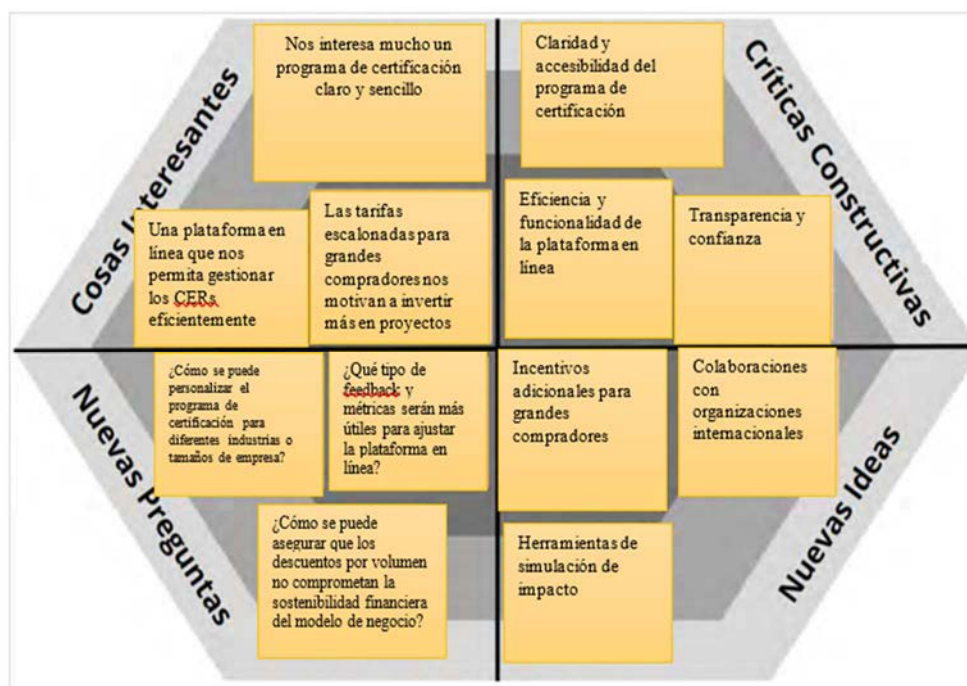 Cosas Interesantes
Nos interesa mucho un
programa de certificación
claro y sencillo
Una plataforma en
línea que nos
permita gestionar
los CERs
eficientemente
Las tarifas
escalonadas para
grandes
compradores nos
motivan a invertir
más en proyectos
Críticas Constructivas
Claridad y
accesibilidad del
programa de
certificación
Eficiencia y
funcionalidad de
la plataforma en
línea
Transparencia y
confianza
Nuevas Preguntas
¿Cómo se puede
personalizar el
programa de
certificación para
diferentes industrias o
tamaños de empresa?
¿Qué tipo de
feedback y
métricas serán más
útiles para ajustar
la plataforma en
línea?
¿Cómo se puede
asegurar que los
descuentos por volumen
no comprometan la
sostenibilidad financiera
del modelo de negocio?
Nuevas Ideas
Incentivos
adicionales para
grandes
compradores
Colaboraciones
con
organizaciones
internacionales
Herramientas de
simulación de
impacto